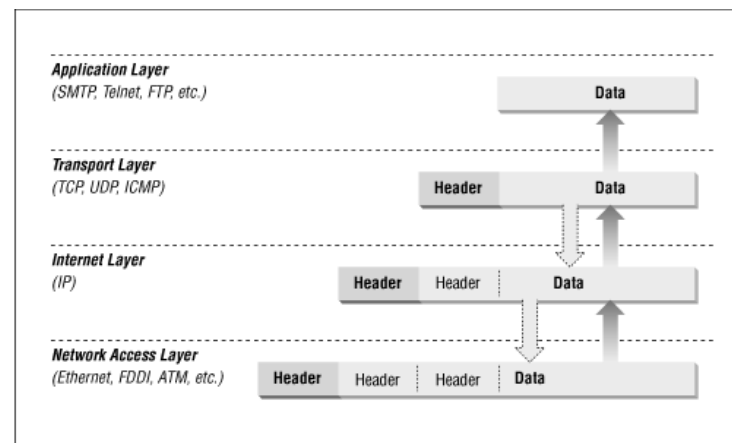 Application Layer
(SMTP, Telnet, FTP, etc.)
Data
Transport Layer
(TCP, UDP, ICMP)
Header Data
Internet Layer
(IP)
Header Header Data
Network Access Layer
(Ethernet, FDDI, ATM, etc.)
Header Header Header Data